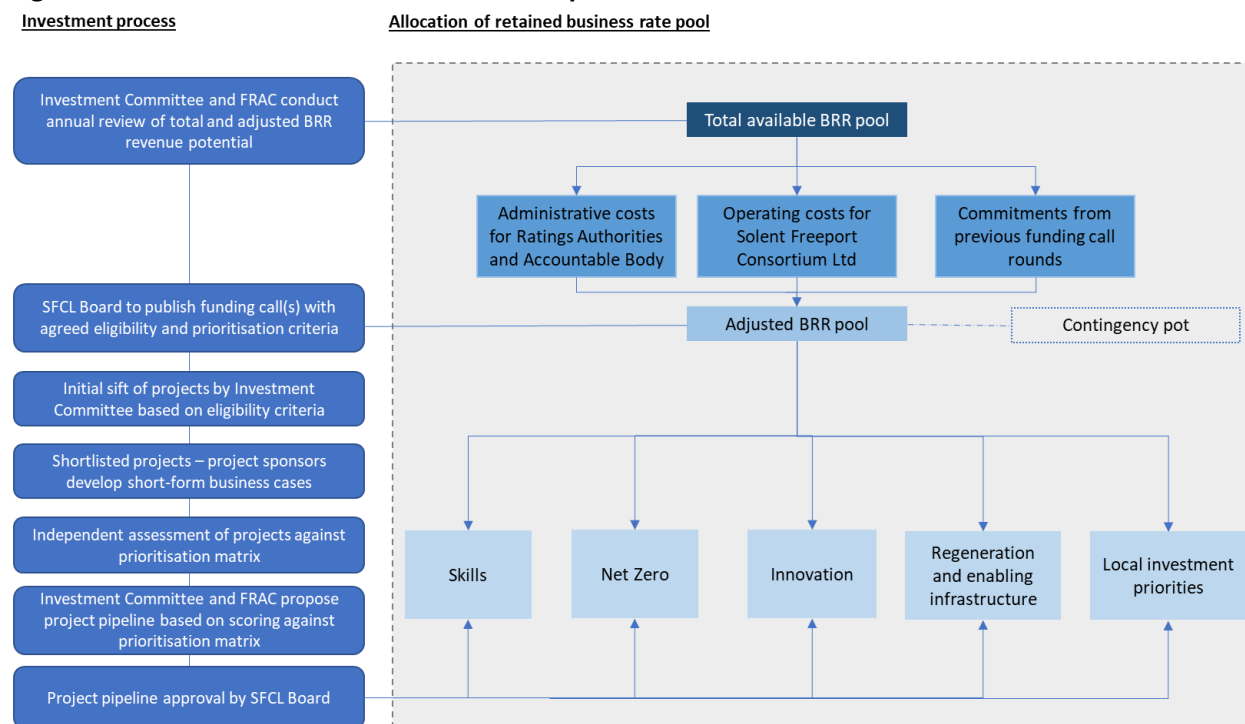 Investment process
Allocation of retained business rate pool
Investment Committee and FRAC conduct
annual review of total and adjusted BRR
revenue potential
Total available BRR pool
Administrative costs
for Ratings Authorities
and Accountable Body
Operating costs for
Solent Freeport
Consortium Ltd
Commitments from
previous funding call
rounds
SFCL Board to publish funding call(s) with
agreed eligibility and prioritisation criteria
Adjusted BRR pool
Contingency pot
Initial sift of projects by Investment
Committee based on eligibility criteria
Shortlisted projects – project sponsors
develop short-form business cases
Independent assessment of projects against
prioritisation matrix
Skills
Net Zero
Innovation
Regeneration
and enabling
infrastructure
Local investment
priorities
Investment Committee and FRAC propose
project pipeline based on scoring against
prioritisation matrix
Project pipeline approval by SFCL Board